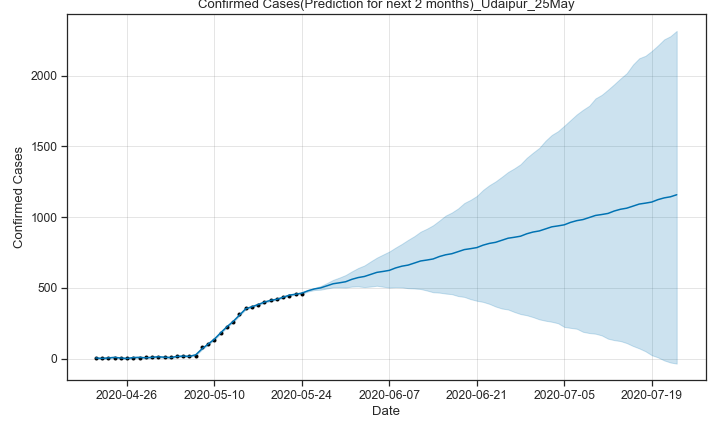 Confirmed Cases(Prediction for next 2 months)_Udaipur_25May
2000
1500
1000
500
0
Confirmed Cases
2020-04-26 2020-05-10 2020-05-24 2020-06-07 2020-06-21 2020-07-05 2020-07-19
Date